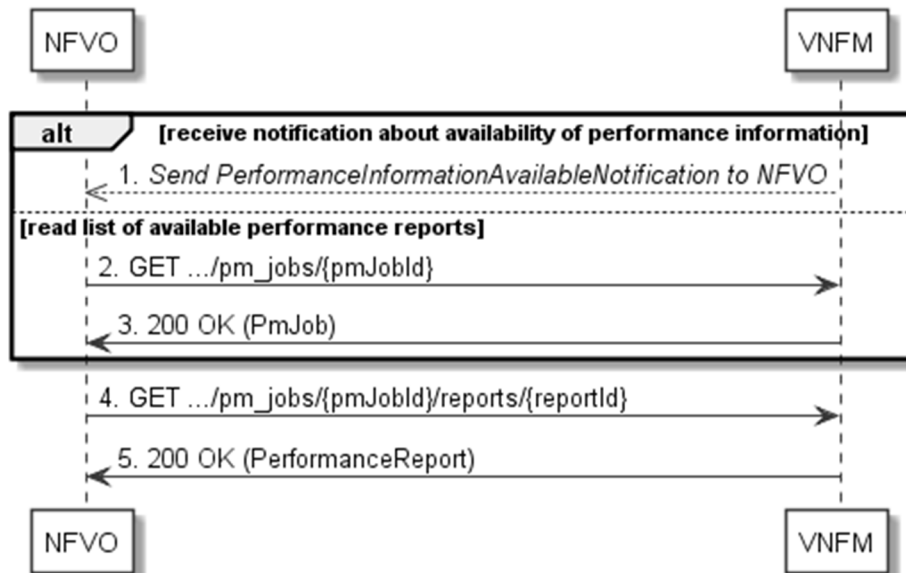 NFVO VNFM
alt [receive notification about availability of performance information]
1. Send PerformanceInformationAvailableNotification to NFVO
[read list of available performance reports]
2. GET .../pm_jobs/{pmJobId}
3. 200 OK (PmJob)
4. GET .../pm_jobs/{pmJobId}/reports/{reportId}
5. 200 OK (PerformanceReport)
NFVO VNFM